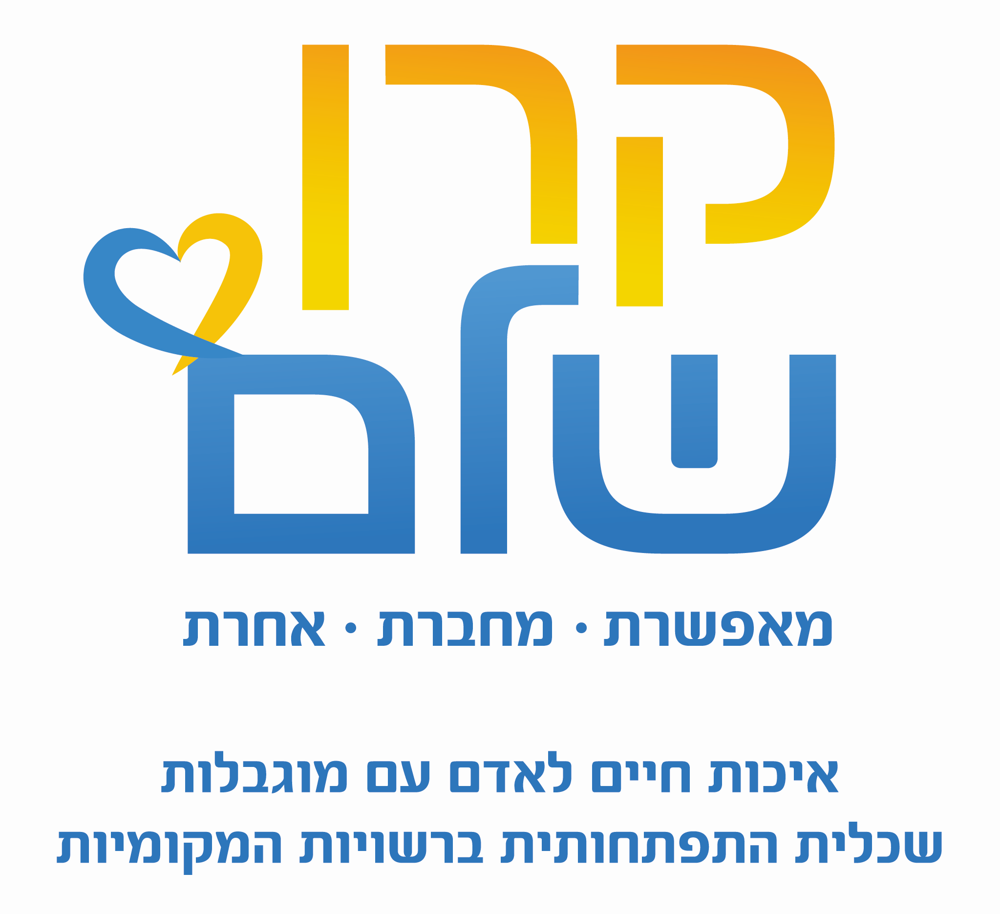 קרן
שלם
מאפשרת • מחברת • אחרת
איכות חיים לאדם עם מוגבלות
שכלית התפתחותית ברשויות המקומיות